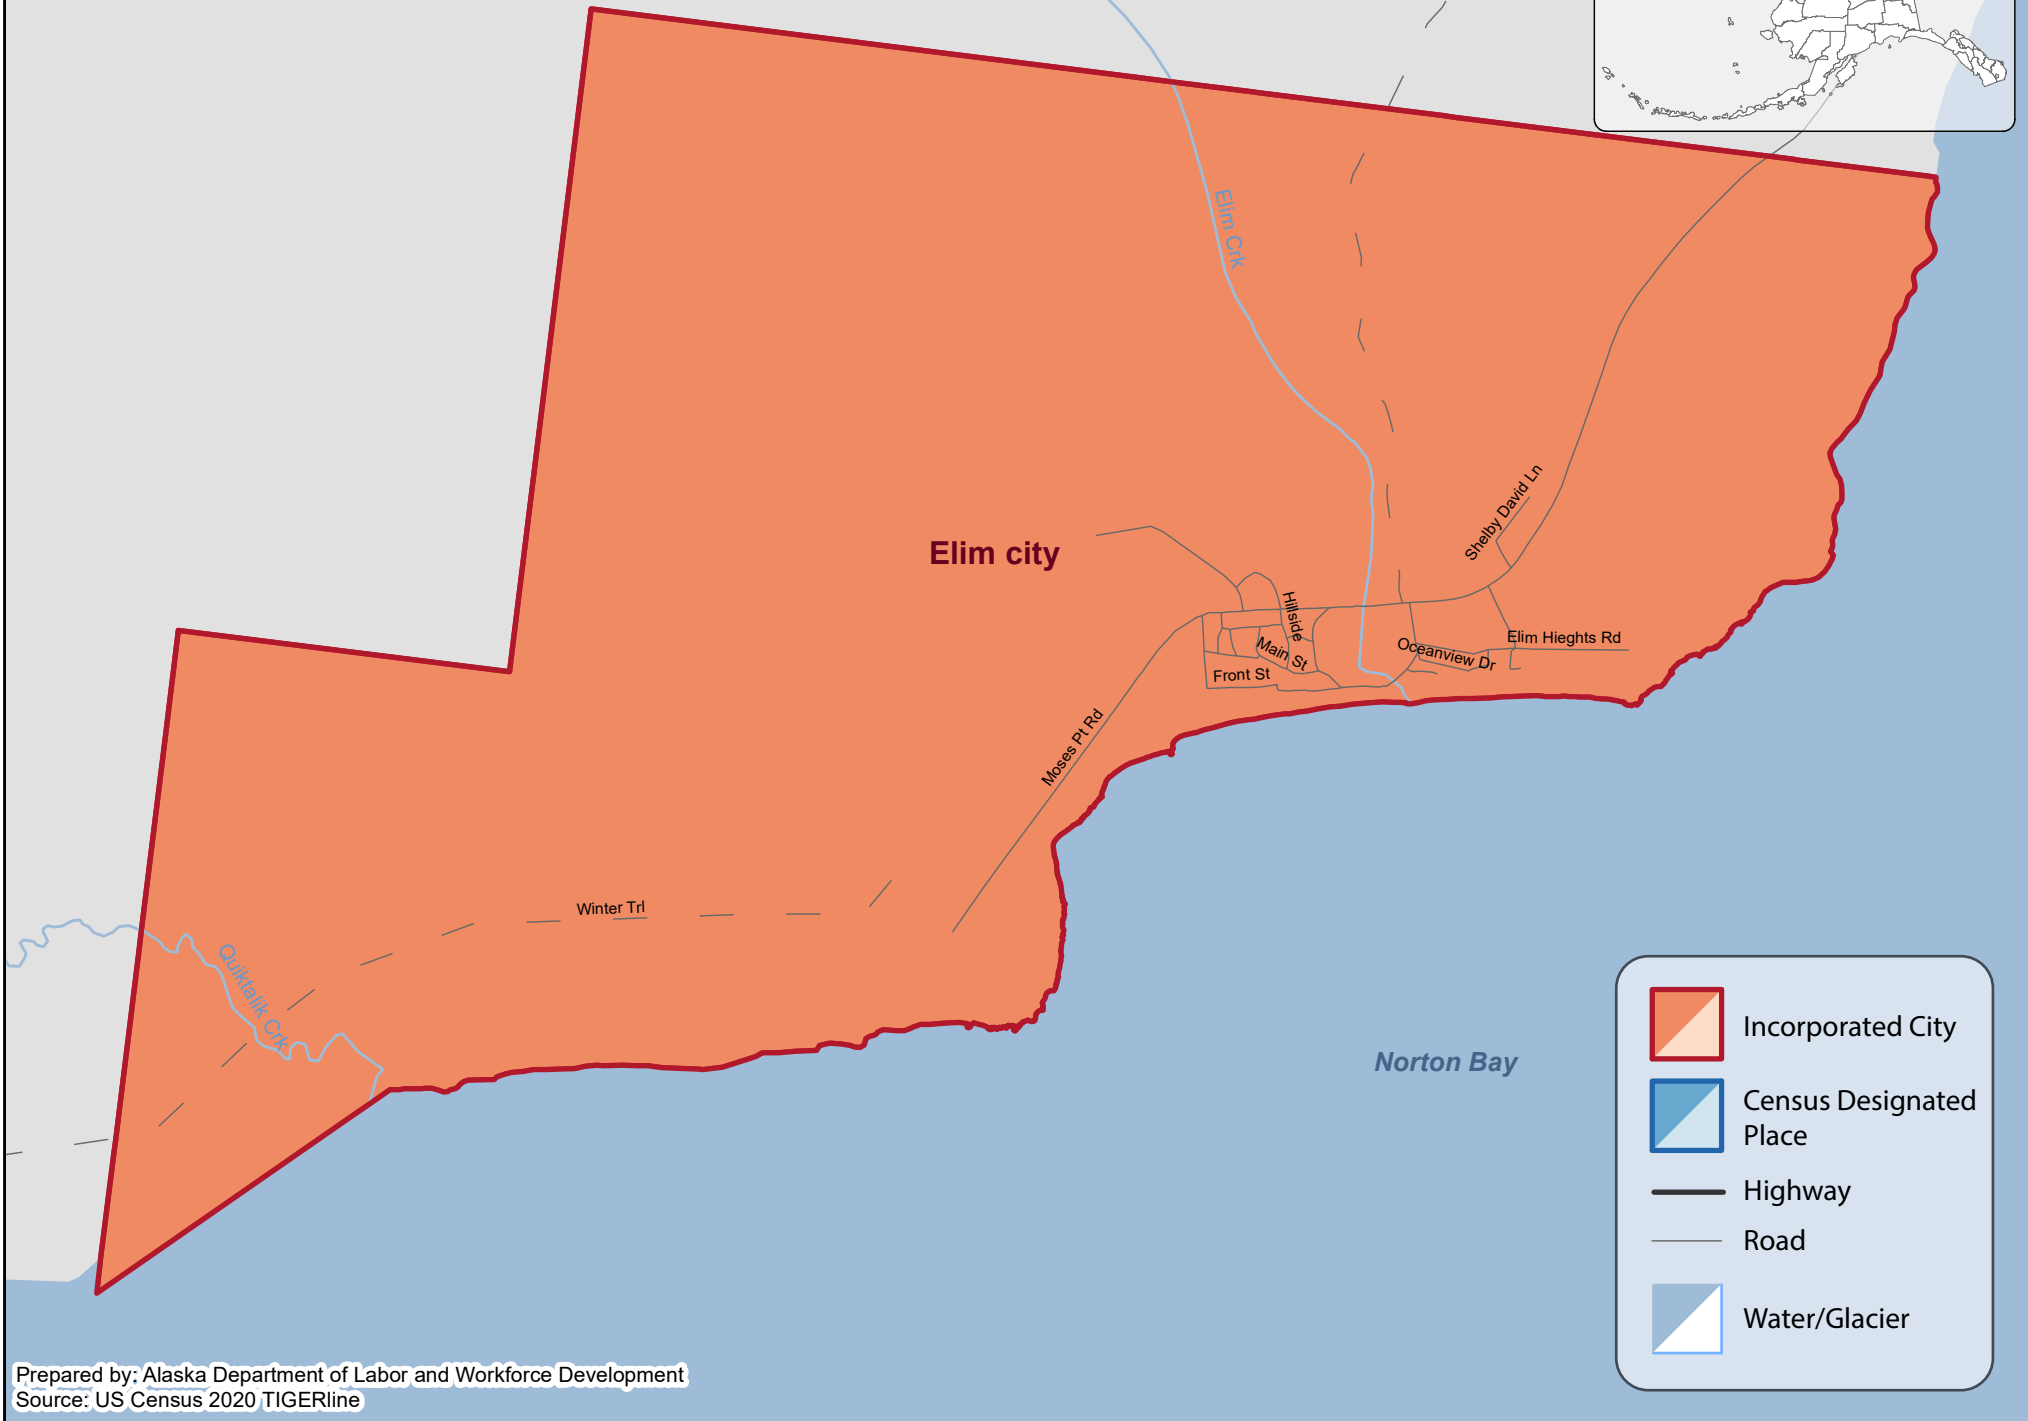 Elim Crk
Shelby David Ln
Elim city
Hillside
Elim Hieghts Rd
Main St
Oceanview Dr
Front St
Moses Pt Rd
Winter Trl
Quiktalik Crk
Norton Bay
Incorporated City
Census Designated
Place
Highway
Road
Water/Glacier
Prepared by: Alaska Department of Labor and Workforce Development
Source: US Census 2020 TIGERline